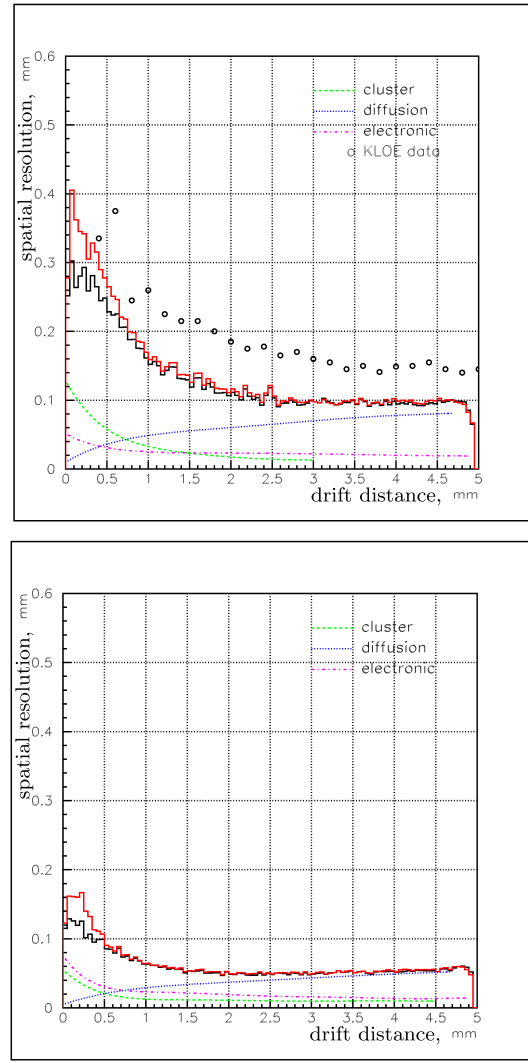 0.6
0.5
0.4
0.3
0.2
0.1
0
spatial resolution, mm
cluster
diffusion
electronic
o KLOE data
0 0.5 1 1.5 2 2.5 3 3.5 4 4.5 5
drift distance, mm
0.6
0.5
0.4
0.3
0.2
0.1
0
spatial resolution, mm
cluster
diffusion
electronic
0 0.5 1 1.5 2 2.5 3 3.5 4 4.5 5
drift distance, mm